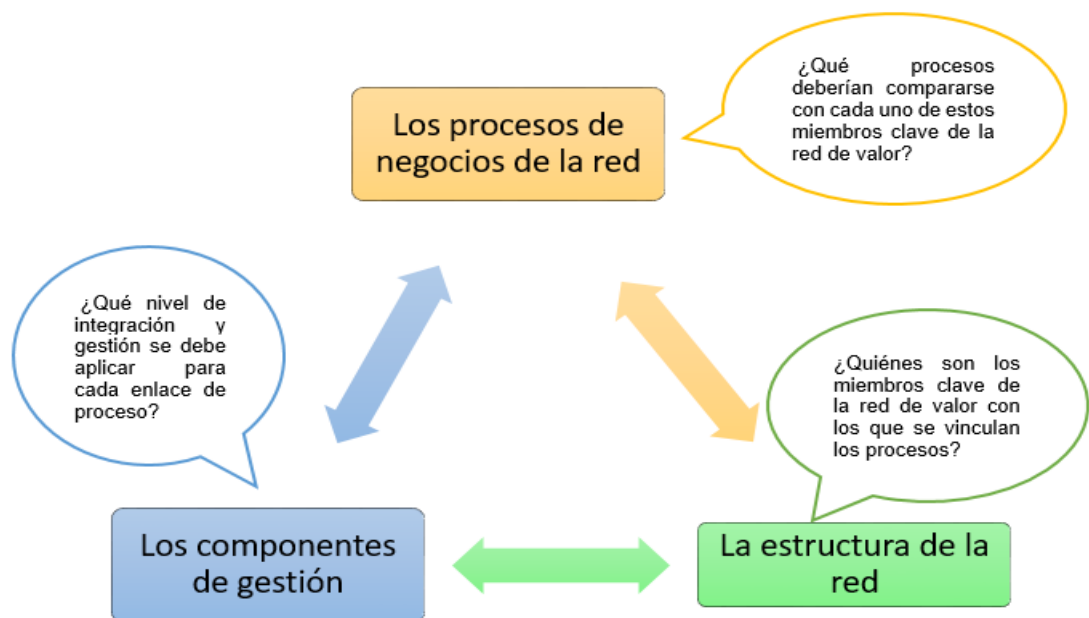 ¿Qué procesos
deberían compararse
con cada uno de estos
miembros clave de la
red de valor?
Los procesos de
negocios de la red
¿Qué nivel de
integración y
gestión se debe
aplicar para
cada enlace de
proceso?
¿Quiénes son los
miembros clave de
la red de valor con
los que se vinculan
los procesos?
Los componentes
de gestión
La estructura de la
red